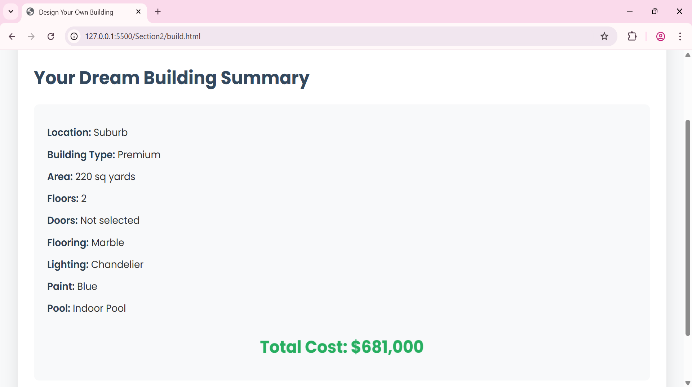 Design Your Own Building
127.0.0.1:5500/Section2/build.html
Your Dream Building Summary
Location: Suburb
Building Type: Premium
Area: 220 sq yards
Floors: 2
Doors: Not selected
Flooring: Marble
Lighting: Chandelier
Paint: Blue
Pool: Indoor Pool
Total Cost: $681,000